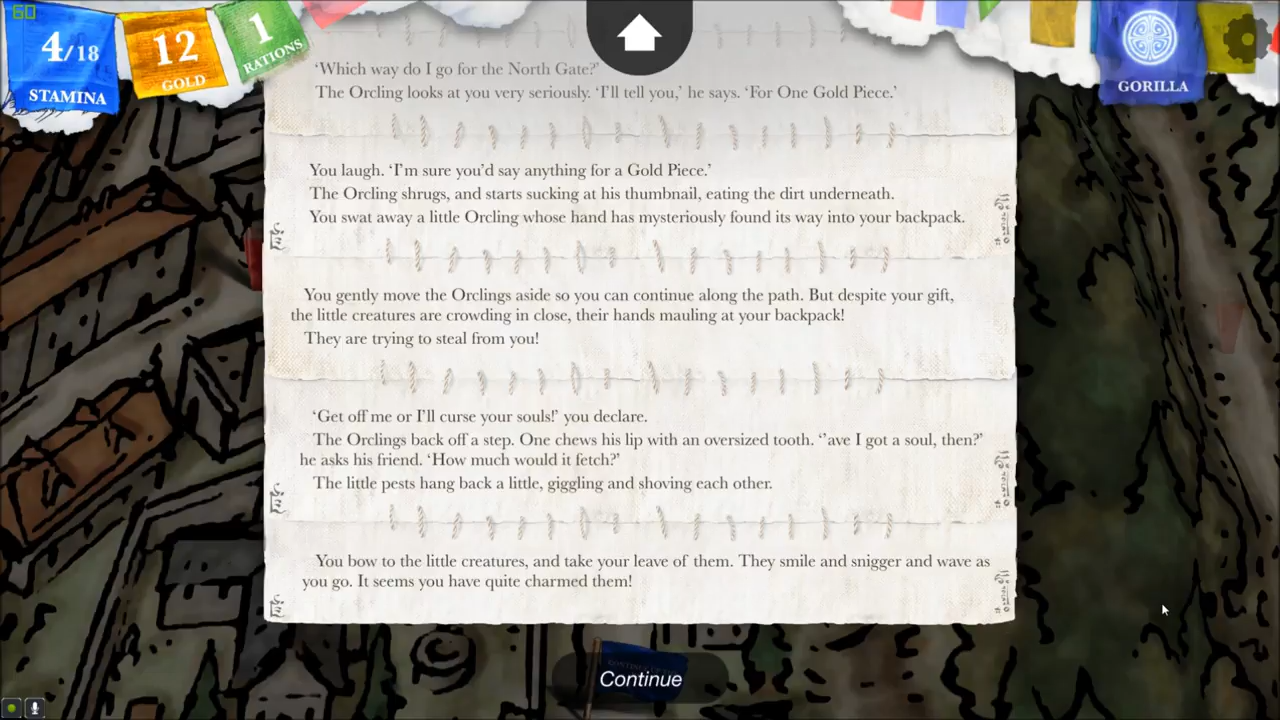 60
4/18
STAMINA
12
GOLD
1
RATIONS
GORILLA
‘Which way do I go for the North Gate?’
The Orcling looks at you very seriously. ‘I’ll tell you,’ he says. ‘For One Gold Piece.’
You laugh. ‘I’m sure you’d say anything for a Gold Piece.’
The Orcling shrugs, and starts sucking at his thumbnail, eating the dirt underneath.
You swat away a little Orcling whose hand has mysteriously found its way into your backpack.
You gently move the Orclings aside so you can continue along the path. But despite your gift,
the little creatures are crowding in close, their hands mauling at your backpack!
They are trying to steal from you!
‘Get off me or I’ll curse your souls!’ you declare.
The Orclings back off a step. One chews his lip with an oversized tooth. ‘’ave I got a soul, then?’
he asks his friend. ‘How much would it fetch?’
The little pests hang back a little, giggling and shoving each other.
You bow to the little creatures, and take your leave of them. They smile and snigger and wave as
you go. It seems you have quite charmed them!
Continue